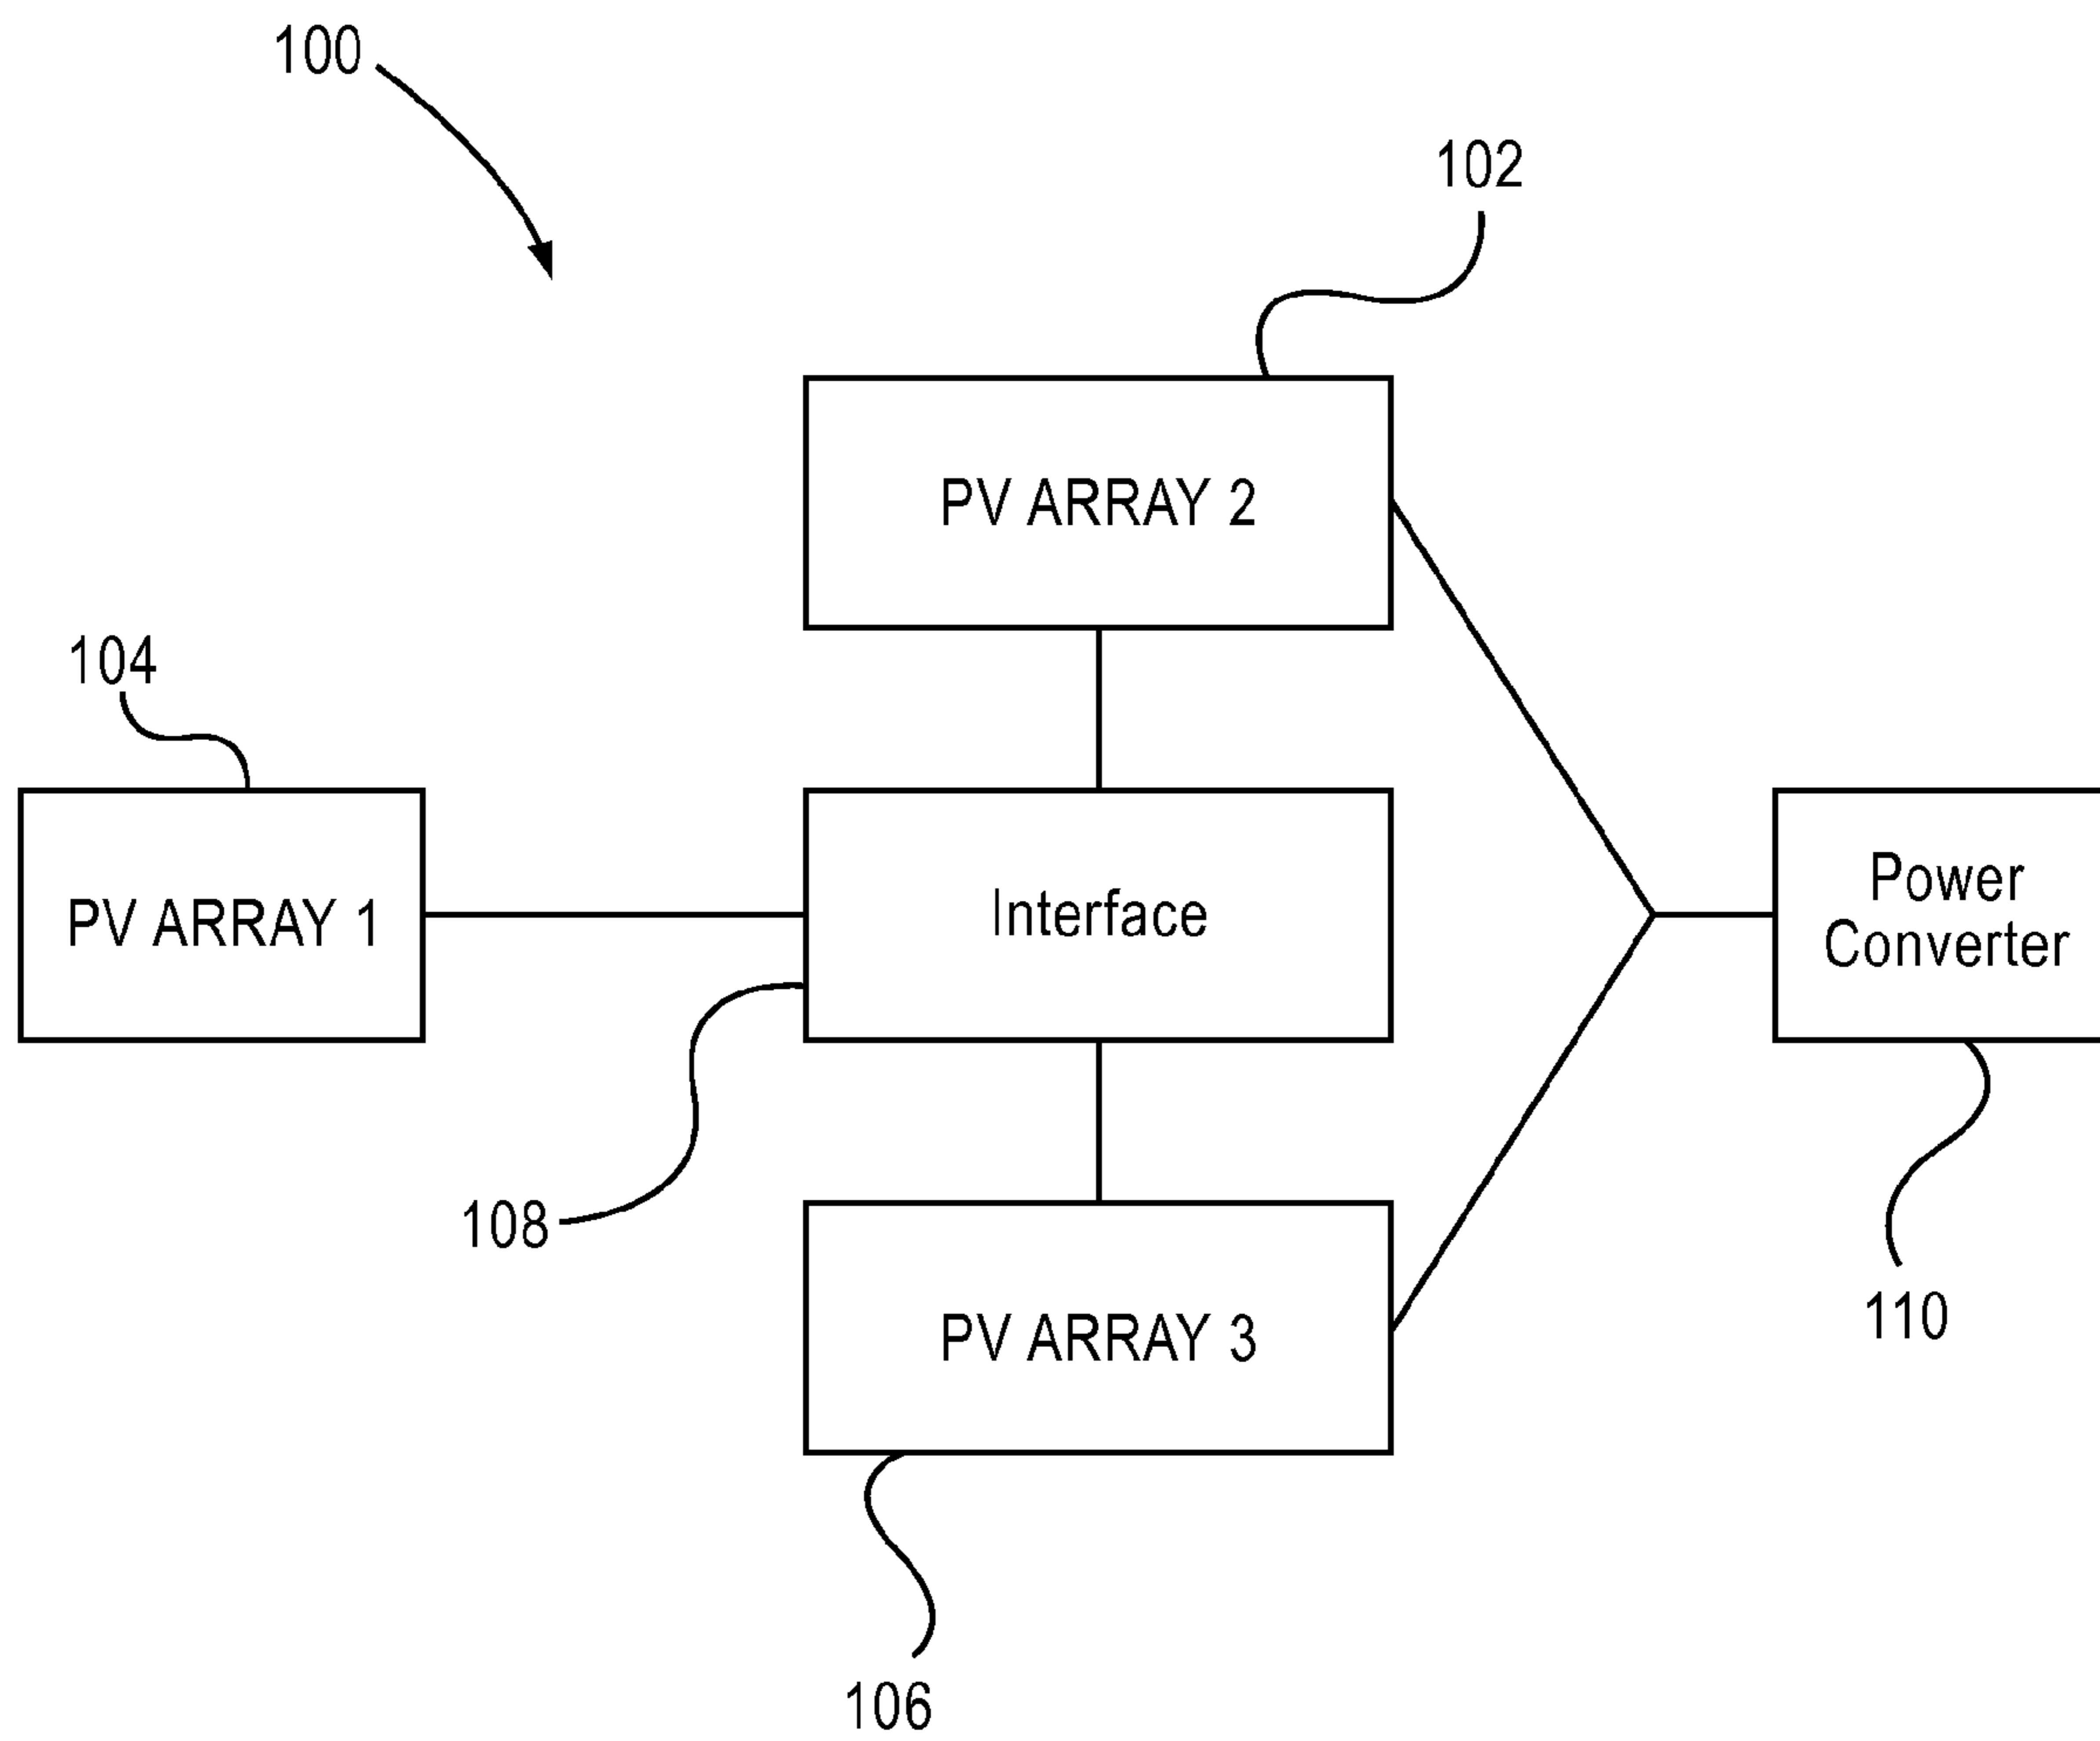 100
102
PV ARRAY 2
104
PV ARRAY 1
Interface
Power
Converter
108
110
PV ARRAY 3
106